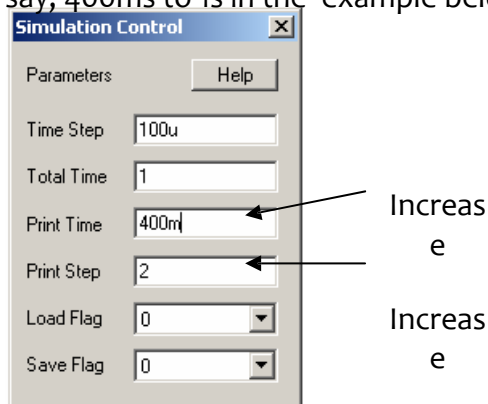 say, 400ms to 1s in the example belo
Simulation Control
Parameters Help
Time Step 100u
Total Time 1
Print Time 400m
Print Step 2
Load Flag 0
Save Flag 0
Increas
e
Increas
e